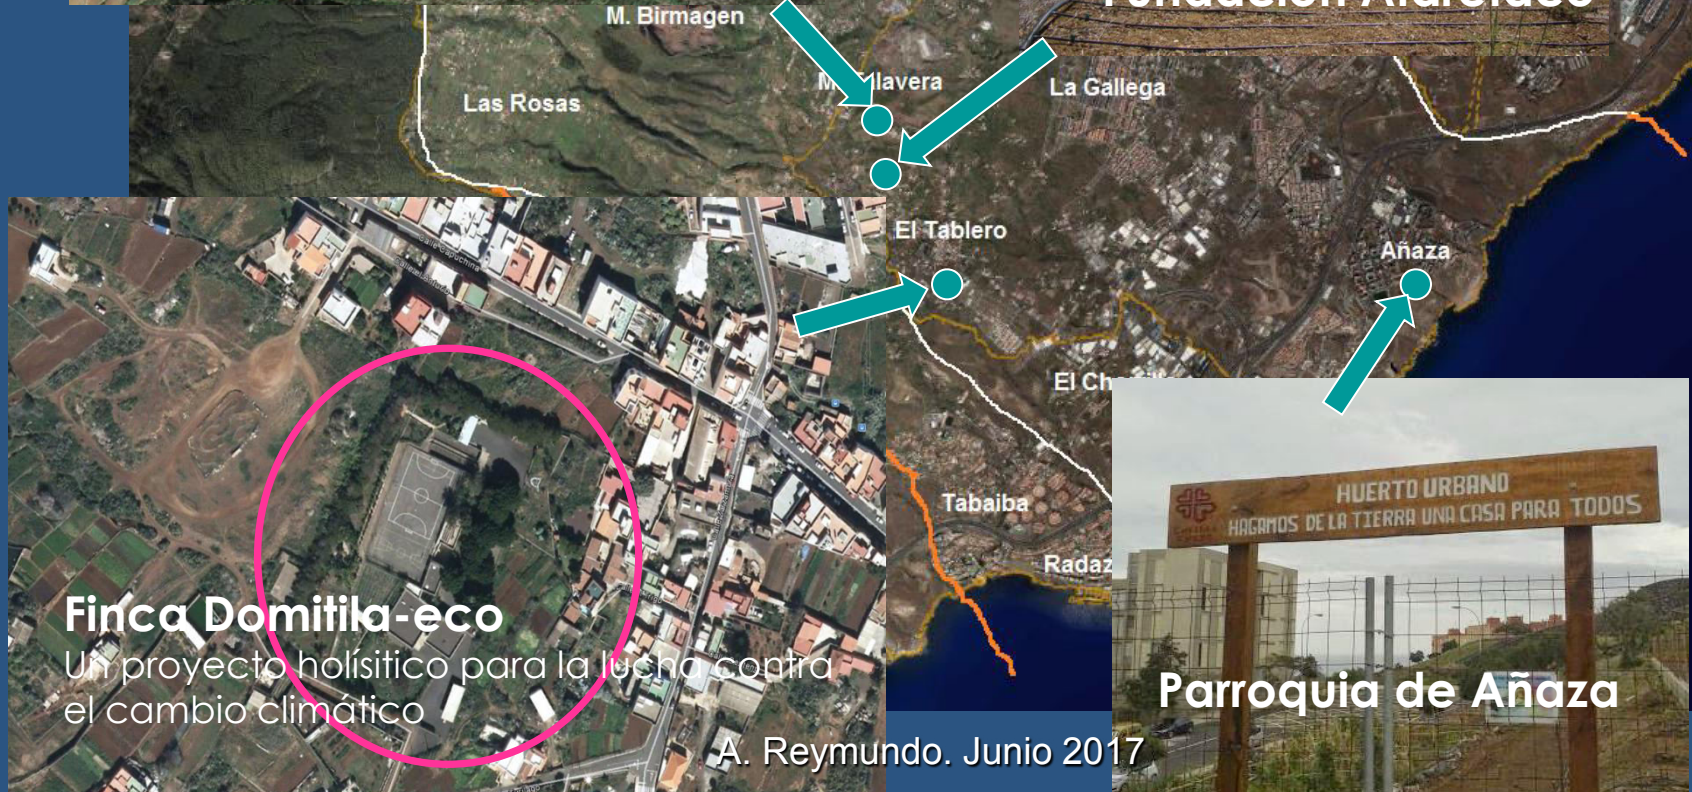 M. Birmagen
Las Rosas
La Gallega
El Tablero
Añaza
Tabaiba
Calle Capuchina
HUERTO URBANO
HAGAMOS DE LA TIERRA UNA CASA PARA TODOS
Finca Domitila-eco
Un proyecto holísitico para la lucha contra
el cambio climático
Parroquia de Añaza
A. Reymundo. Junio 2017